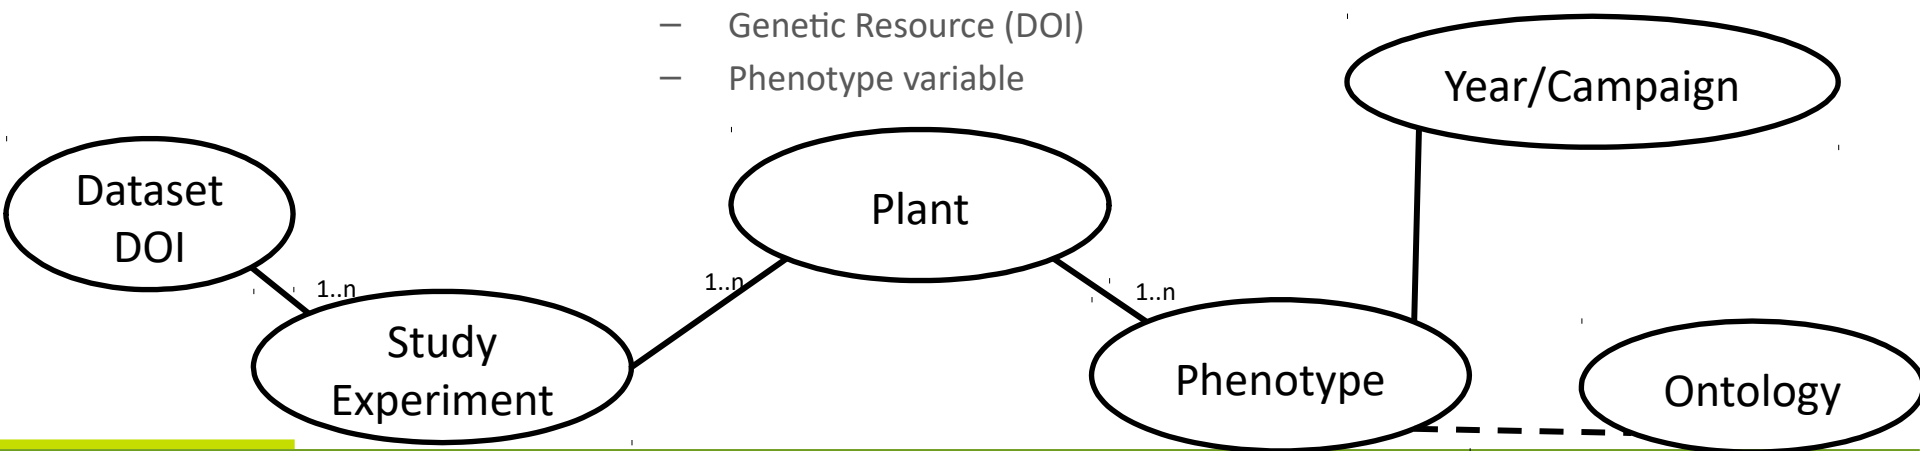 – Genetic Resource (DOI)
– Phenotype variable
Year/Campaign
Dataset
DOI
Plant
1..n
1..n
1..n
Study
Experiment
Phenotype
Ontology